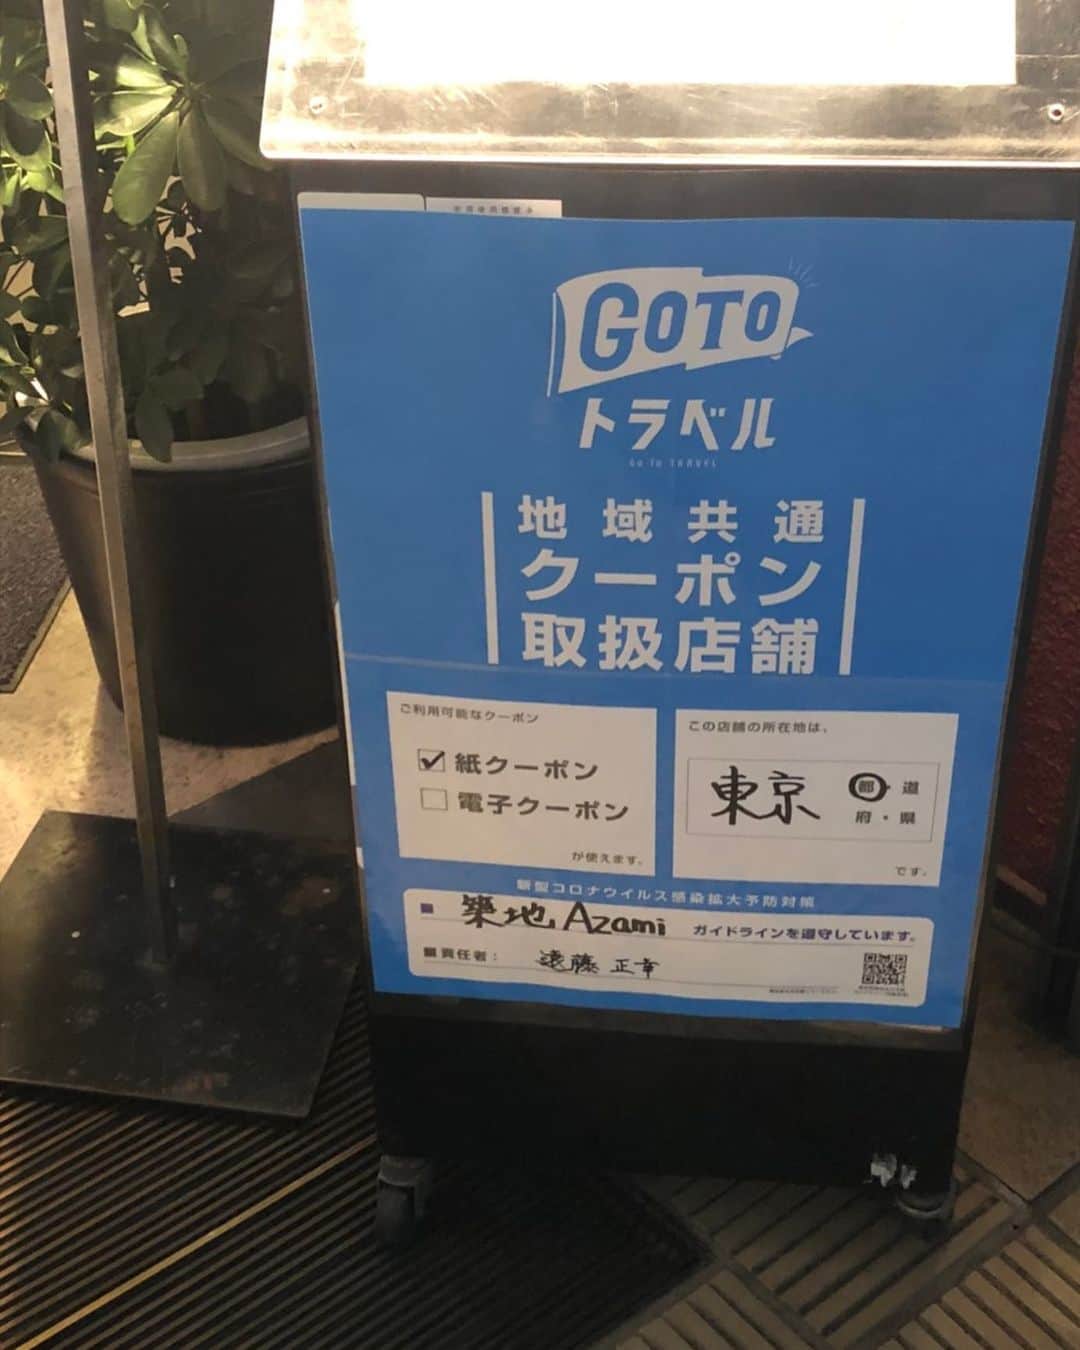 GOTO
トラベル
Go To TRAVEL
地域共通
クーポン
取扱店舗
ご利用可能なクーポン
紙クーポン
電子クーポン
が使えます。
この店舗の所在地は、
東京 都・道
府・県
です。
新型コロナウイルス感染拡大予防対策
築地 Azami ガイドラインを遵守しています。
責任者： 遠藤 正幸